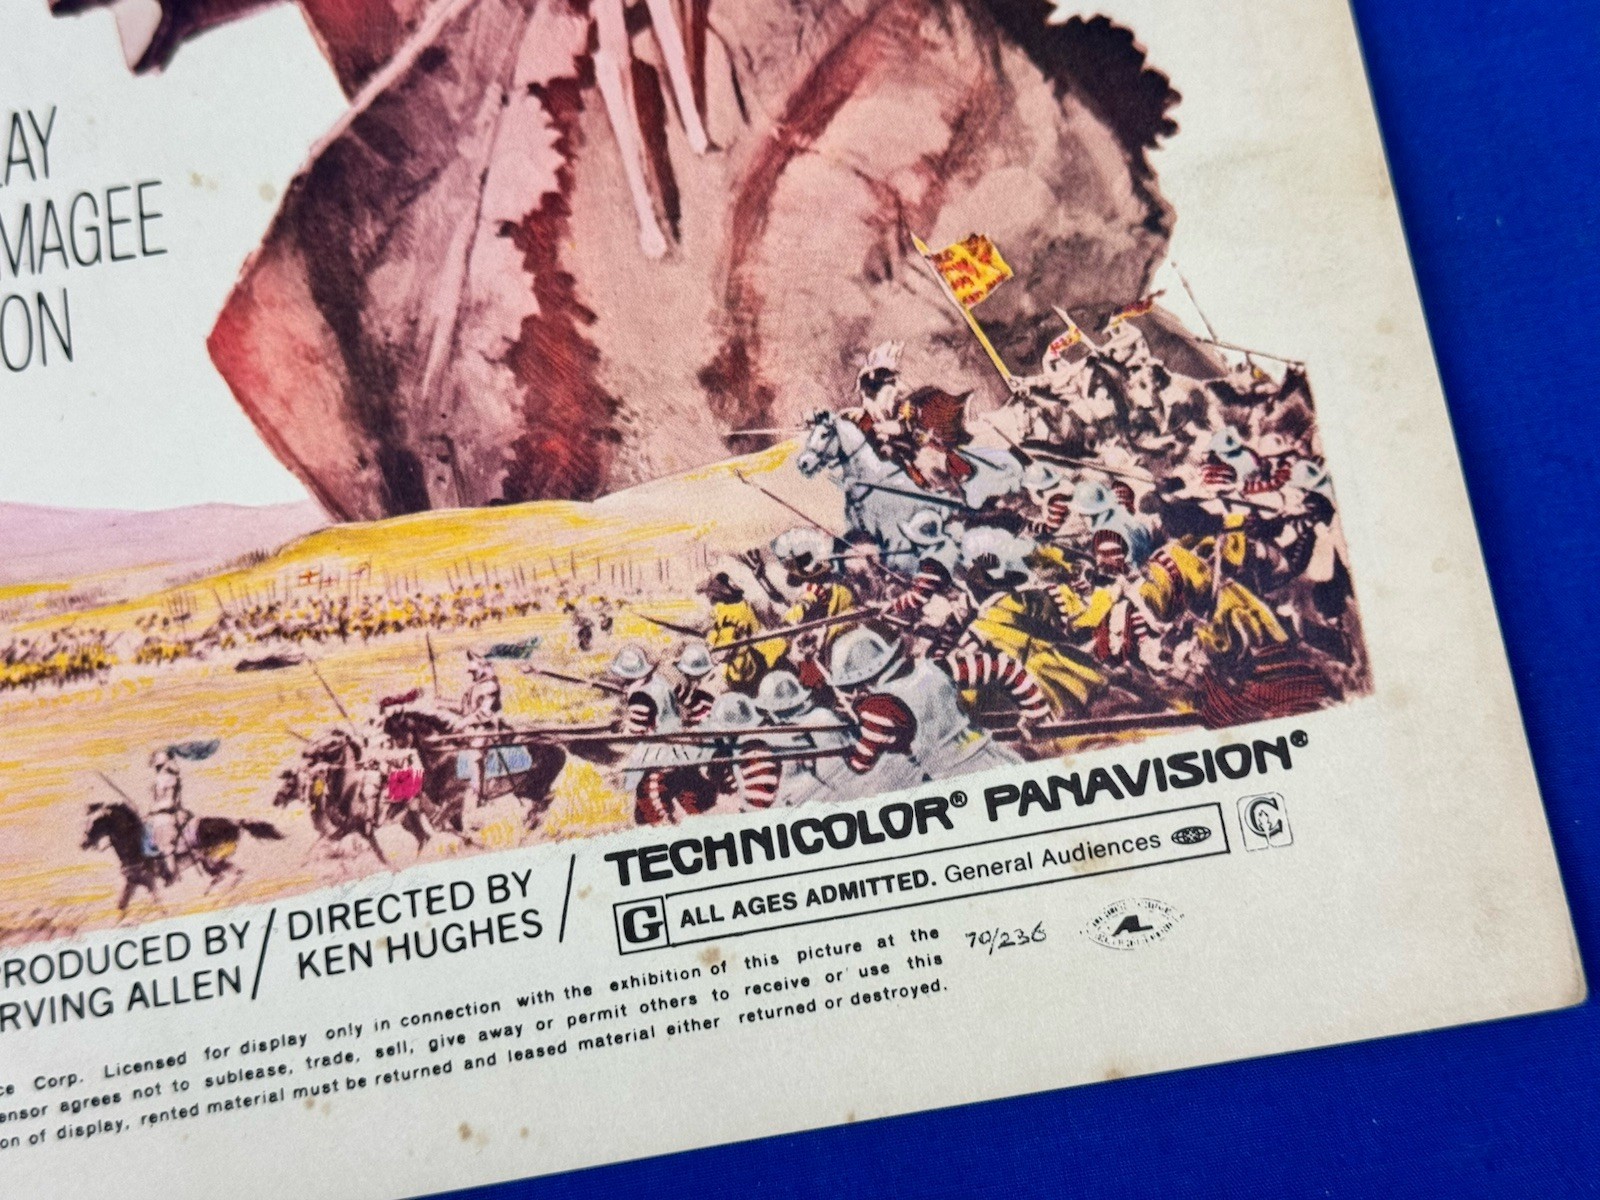 LAY
MAGEE
ON
TECHNICOLOR® PANAVISION®
G ALL AGES ADMITTED. General Audiences
PRODUCED BY / DIRECTED BY /
IRVING ALLEN KEN HUGHES
70/236
ce Corp. Licensed for display only in connection with the exhibition of this picture at the
ensor agrees not to sublease, trade, sell, give away or permit others to receive or use this
on of display, rented material must be returned and leased material either returned or destroyed.